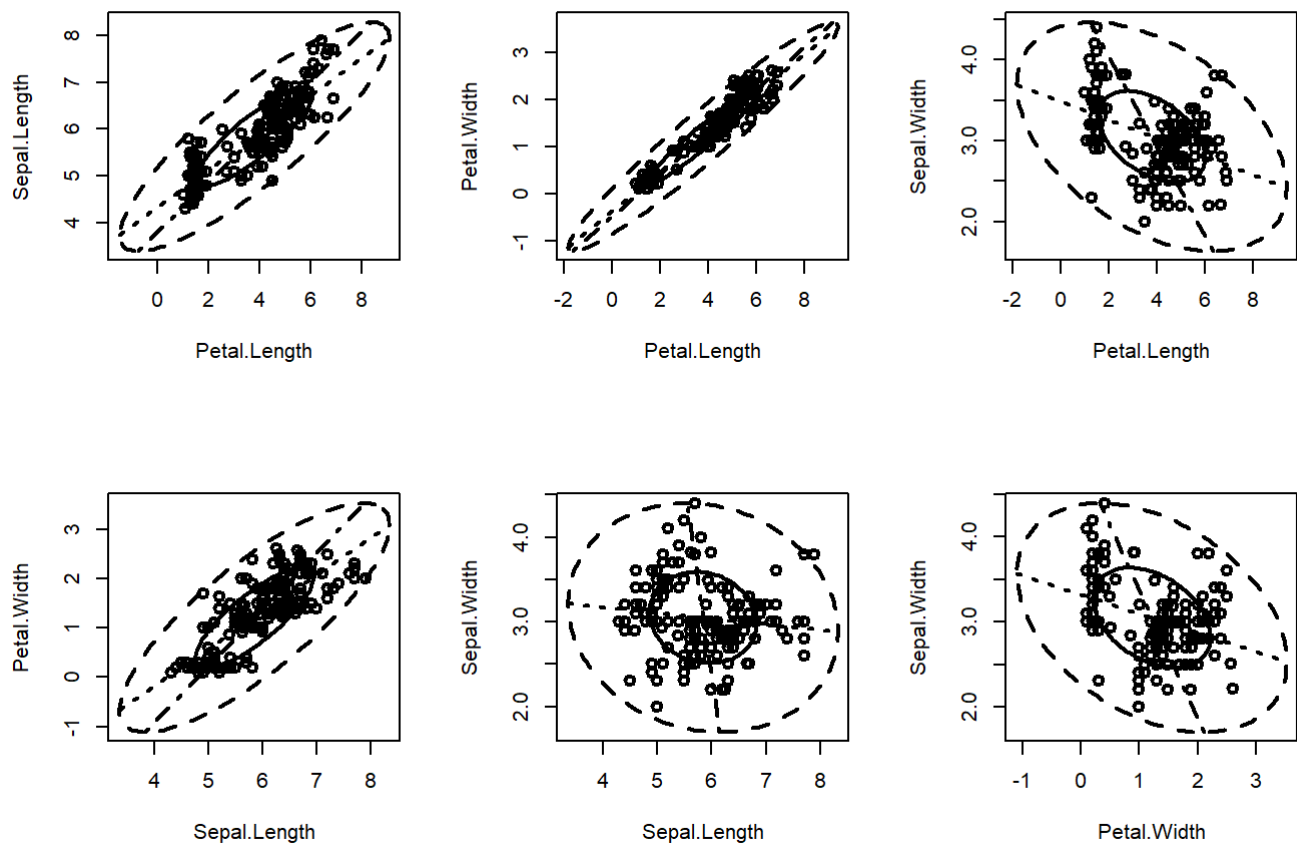 Sepal.Length
4 5 6 7 8
0 2 4 6 8
Petal.Length
Petal.Width
-1 0 1 2 3
-2 0 2 4 6 8
Petal.Length
Sepal.Width
2.0 3.0 4.0
-2 0 2 4 6 8
Petal.Length
Petal.Width
-1 0 1 2 3
4 5 6 7 8
Sepal.Length
Sepal.Width
2.0 3.0 4.0
4 5 6 7 8
Sepal.Length
Sepal.Width
2.0 3.0 4.0
-1 0 1 2 3
Petal.Width